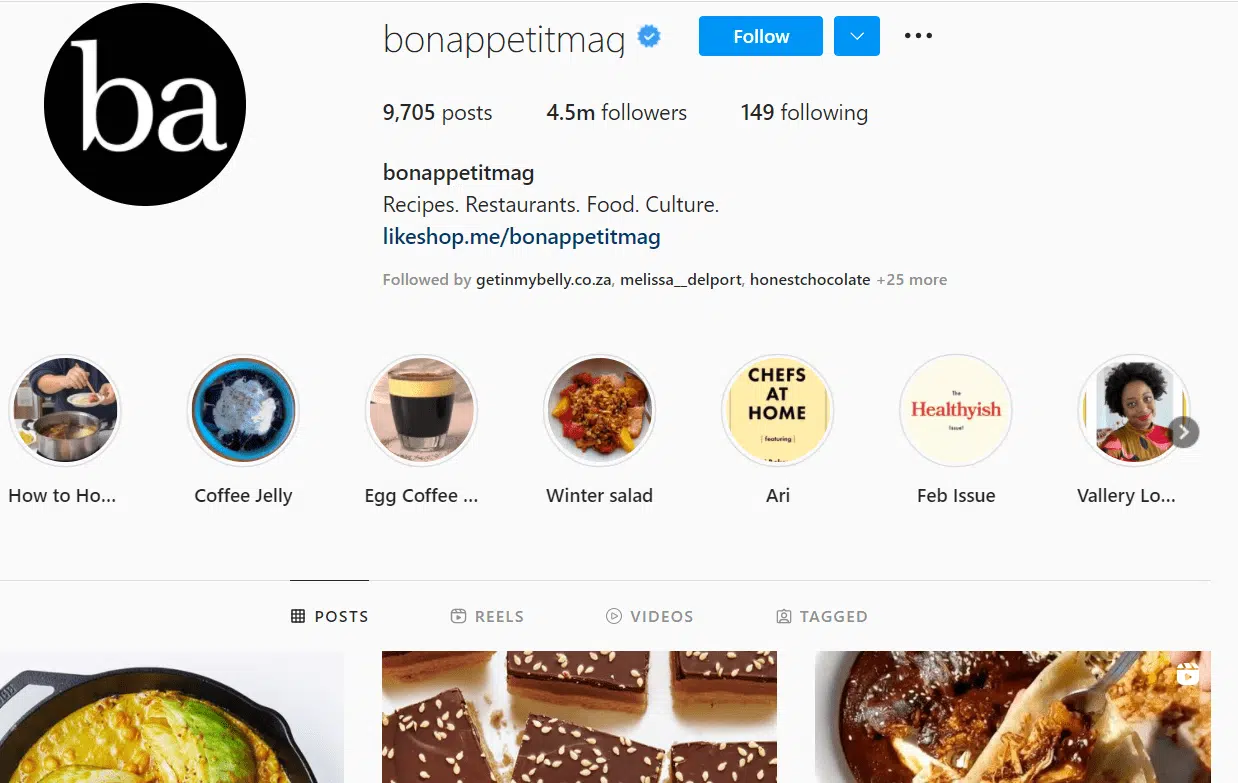 ba
bonappetitmag
Follow
9,705 posts 4.5m followers 149 following
bonappetitmag
Recipes. Restaurants. Food. Culture.
likeshop.me/bonappetitmag
Followed by getinmybelly.co.za, melissa__delport, honestchocolate +25 more
CHEFS
AT
HOME
featuring
The
Healthyish
Issue!
How to Ho... Coffee Jelly Egg Coffee ... Winter salad Ari Feb Issue Vallery Lo...
POSTS REELS VIDEOS TAGGED